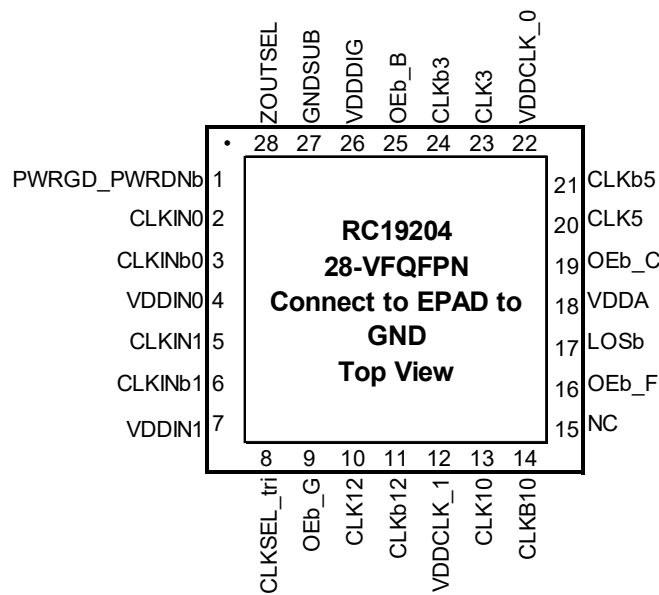 ZOUTSEL
GNDSUB
VDDDIG
OEb_B
CLKb3
CLK3
VDDCLK_0
28 27 26 25 24 23 22
PWRGD_PWRDNb 1
CLKIN0 2
CLKINb0 3
VDDIN0 4
CLKIN1 5
CLKINb1 6
VDDIN1 7
RC19204
28-VFQFPN
Connect to EPAD to
GND
Top View
21 CLKb5
20 CLK5
19 OEb_C
18 VDDA
17 LOSb
16 OEb_F
15 NC
8 9 10 11 12 13 14
CLKSEL_tri
OEb_G
CLK12
CLKb12
VDDCLK_1
CLK10
CLKB10